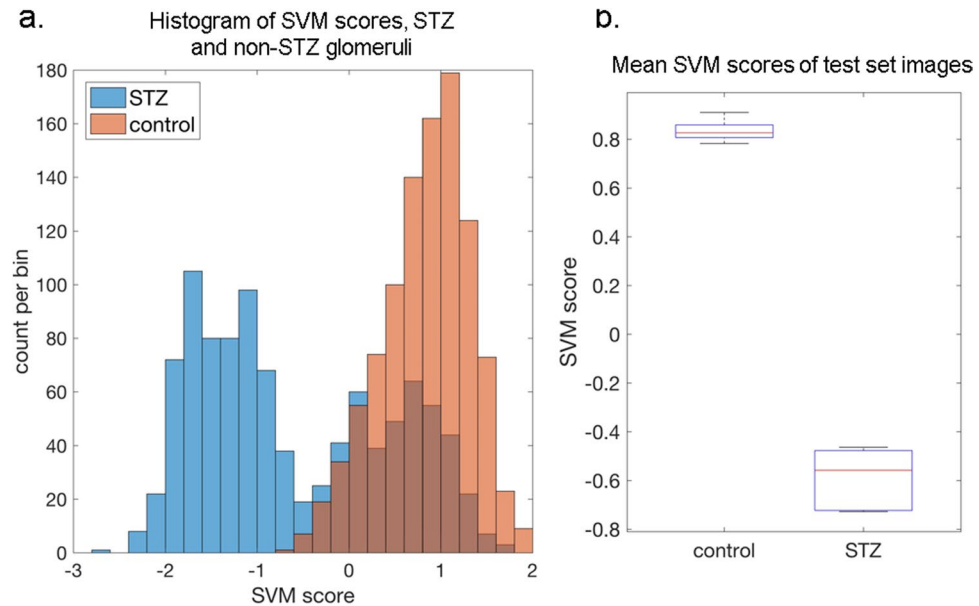 a.
Histogram of SVM scores, STZ
and non-STZ glomeruli
180
160
140
120
100
80
60
40
20
0
count per bin
STZ
control
-3
-2
-1
0
1
2
SVM score
b.
Mean SVM scores of test set images
0.8
0.6
0.4
0.2
0
-0.2
-0.4
-0.6
-0.8
SVM score
control
STZ